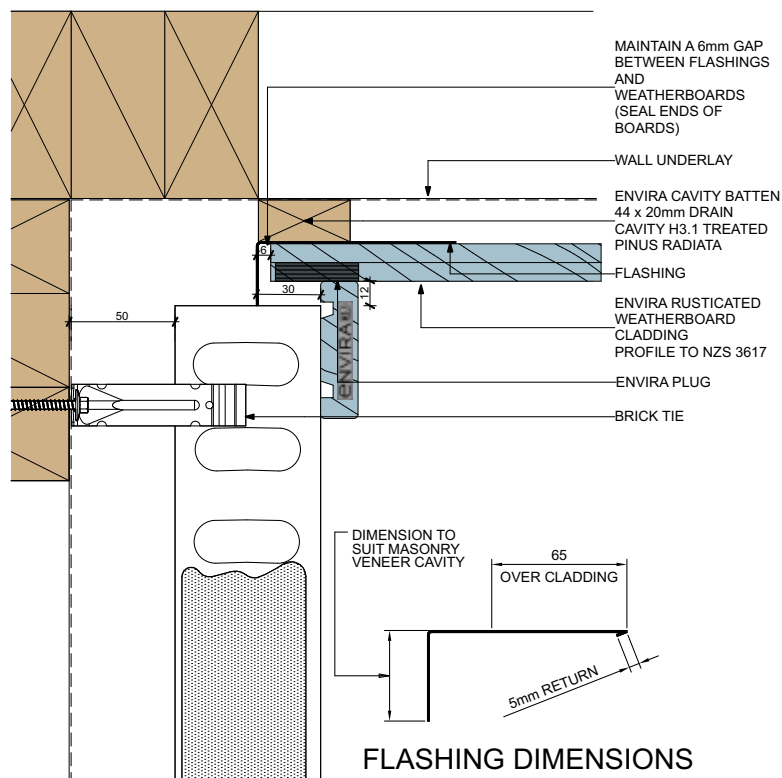 MAINTAIN A 6mm GAP
BETWEEN FLASHINGS
AND
WEATHERBOARDS
(SEAL ENDS OF
BOARDS)
WALL UNDERLAY
ENVIRA CAVITY BATTEN
44 x 20mm DRAIN
CAVITY H3.1 TREATED
PINUS RADIATA
FLASHING
ENVIRA RUSTICATED
WEATHERBOARD
CLADDING
PROFILE TO NZS 3617
ENVIRA PLUG
BRICK TIE
6
30
12
50
ENVIRA
DIMENSION TO
SUIT MASONRY
VENEER CAVITY
65
OVER CLADDING
5mm RETURN
FLASHING DIMENSIONS